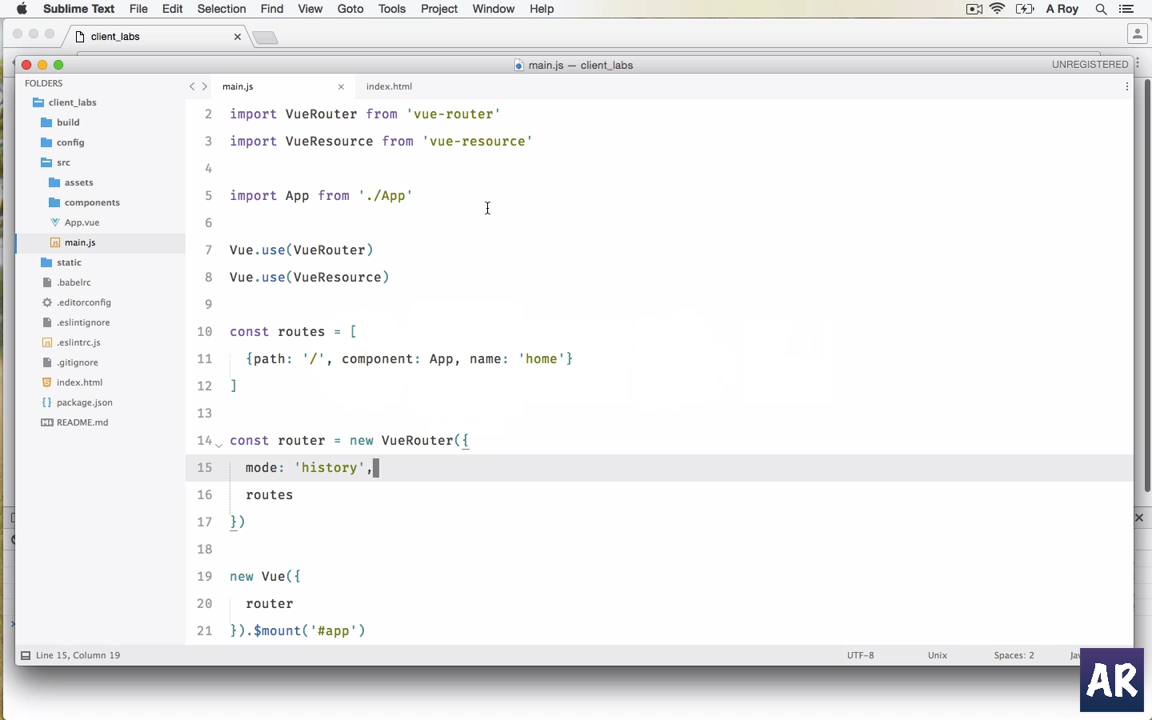 Sublime Text File Edit Selection Find View Goto Tools Project Window Help A Roy
client_labs
main.js — client_labs UNREGISTERED
FOLDERS
client_labs
build
config
src
assets
components
App.vue
main.js
static
.babelrc
.editorconfig
.eslintignore
.eslintrc.js
.gitignore
index.html
package.json
README.md
main.js index.html
2 import VueRouter from 'vue-router'
3 import VueResource from 'vue-resource'
4
5 import App from './App'
6
7 Vue.use(VueRouter)
8 Vue.use(VueResource)
9
10 const routes = [
11 {path: '/', component: App, name: 'home'}
12 ]
13
14 const router = new VueRouter({
15 mode: 'history',
16 routes
17 })
18
19 new Vue({
20 router
21 }).$mount('#app')
Line 15, Column 19 UTF-8 Unix Spaces: 2
AR